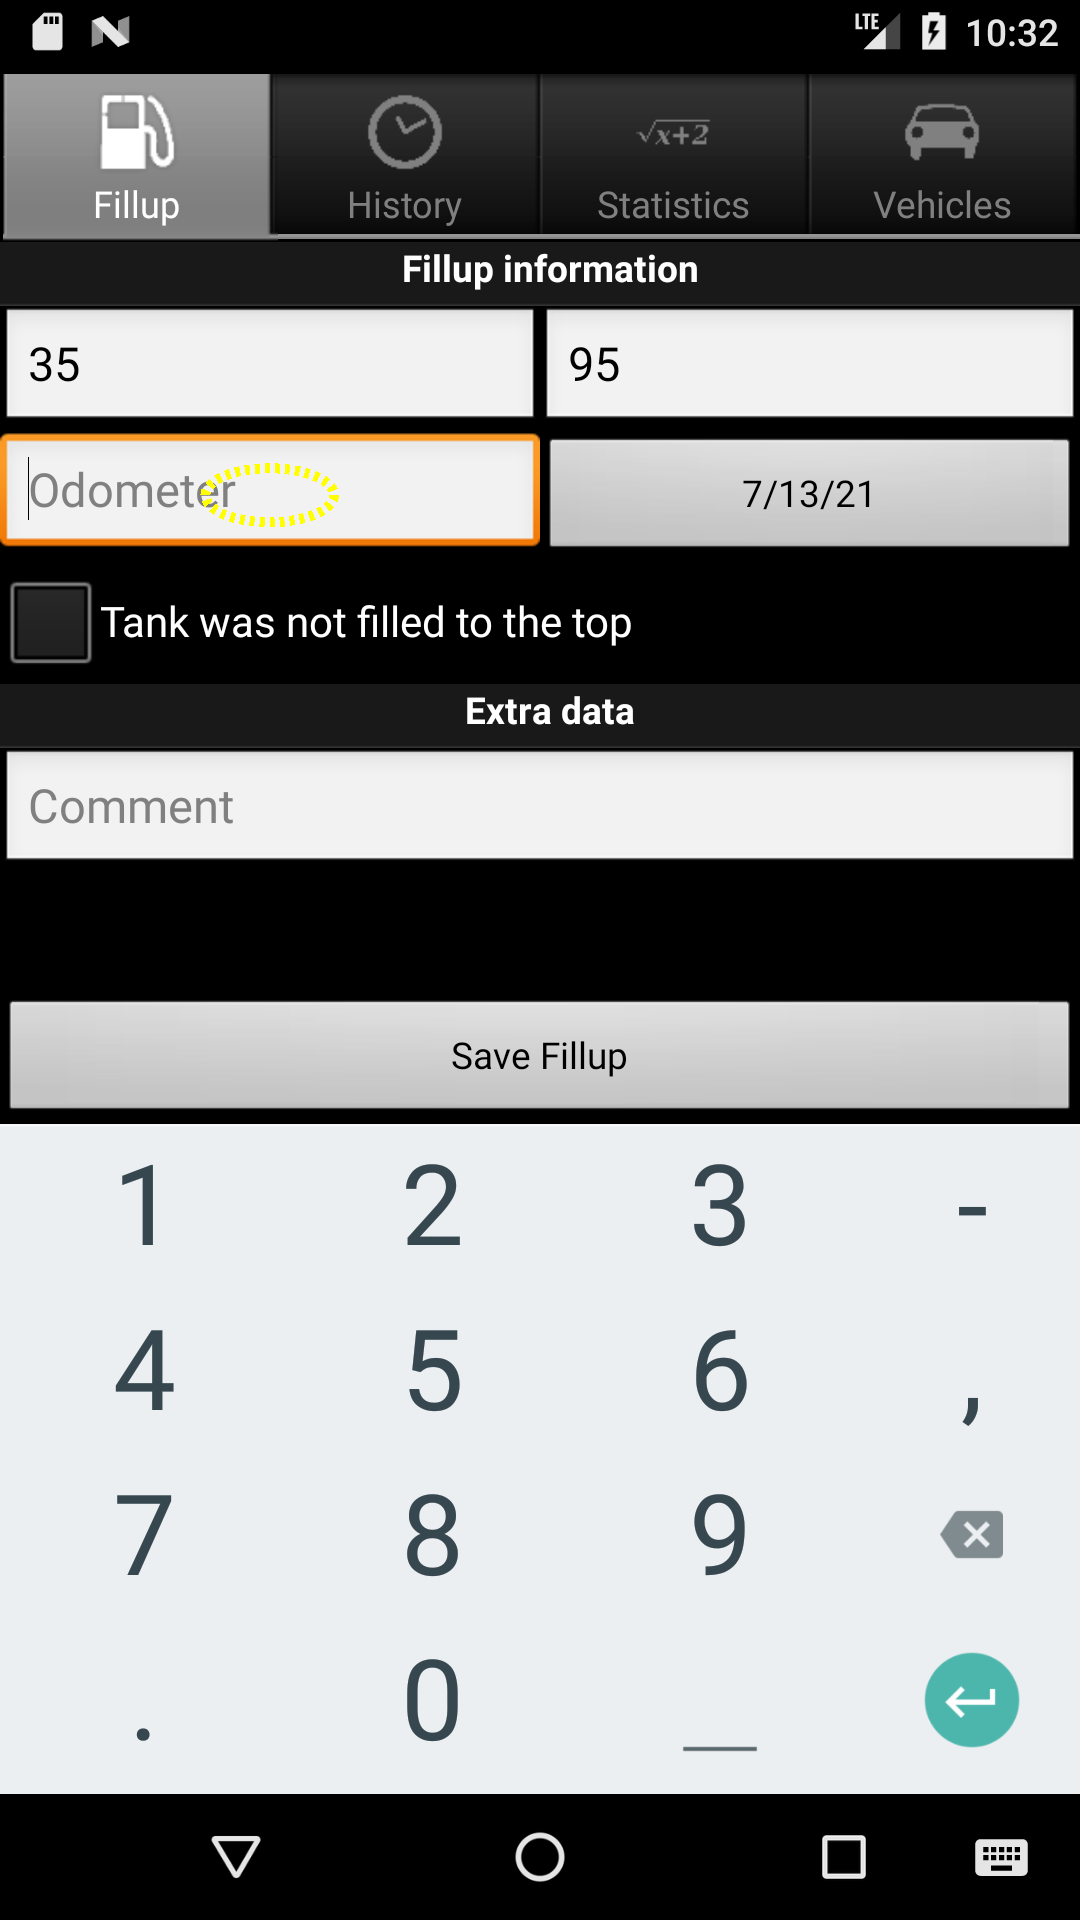 LTE 10:32
√x+2
Fillup History Statistics Vehicles
Fillup information
35 95
Odometer 7/13/21
Tank was not filled to the top
Extra data
Comment
Save Fillup
1 2 3 -
4 5 6 ,
7 8 9
. 0 _